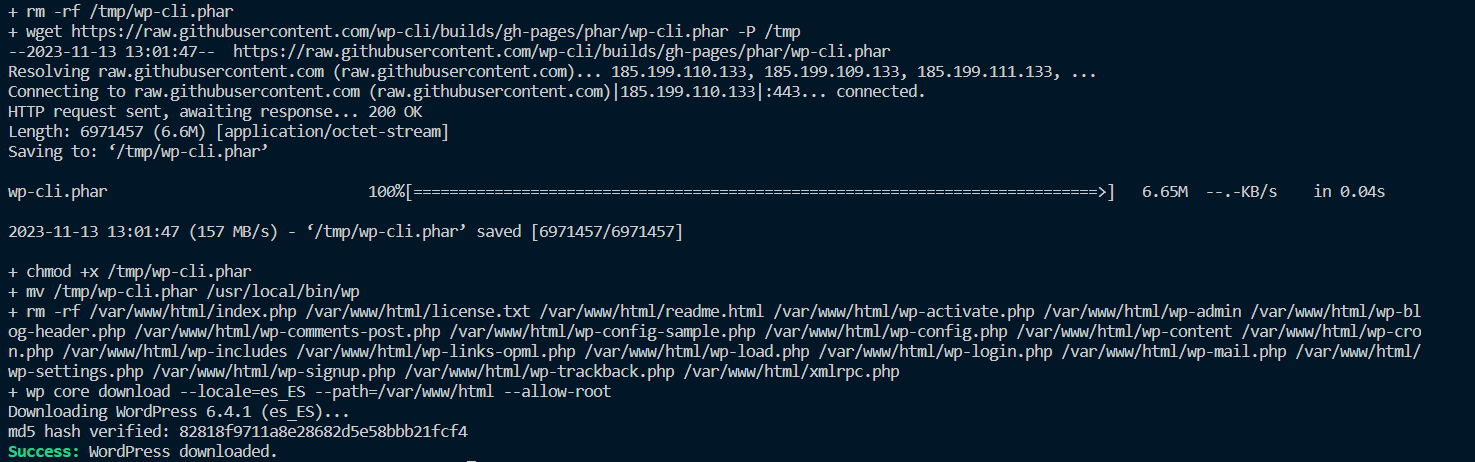 + rm -rf /tmp/wp-cli.phar
+ wget https://raw.githubusercontent.com/wp-cli/builds/gh-pages/phar/wp-cli.phar -P /tmp
--2023-11-13 13:01:47--  https://raw.githubusercontent.com/wp-cli/builds/gh-pages/phar/wp-cli.phar
Resolving raw.githubusercontent.com (raw.githubusercontent.com)... 185.199.110.133, 185.199.109.133, 185.199.111.133, ...
Connecting to raw.githubusercontent.com (raw.githubusercontent.com)|185.199.110.133|:443... connected.
HTTP request sent, awaiting response... 200 OK
Length: 6971457 (6.6M) [application/octet-stream]
Saving to: ‘/tmp/wp-cli.phar’
wp-cli.phar                             100%[============================================================================>]   6.65M  --.-KB/s    in 0.04s
2023-11-13 13:01:47 (157 MB/s) - ‘/tmp/wp-cli.phar’ saved [6971457/6971457]
+ chmod +x /tmp/wp-cli.phar
+ mv /tmp/wp-cli.phar /usr/local/bin/wp
+ rm -rf /var/www/html/index.php /var/www/html/license.txt /var/www/html/readme.html /var/www/html/wp-activate.php /var/www/html/wp-admin /var/www/html/wp-bl
og-header.php /var/www/html/wp-comments-post.php /var/www/html/wp-config-sample.php /var/www/html/wp-config.php /var/www/html/wp-content /var/www/html/wp-cro
n.php /var/www/html/wp-includes /var/www/html/wp-links-opml.php /var/www/html/wp-load.php /var/www/html/wp-login.php /var/www/html/wp-mail.php /var/www/html/
wp-settings.php /var/www/html/wp-signup.php /var/www/html/wp-trackback.php /var/www/html/xmlrpc.php
+ wp core download --locale=es_ES --path=/var/www/html --allow-root
Downloading WordPress 6.4.1 (es_ES)...
md5 hash verified: 82818f9711a8e28682d5e58bbb21fcf4
Success: WordPress downloaded.